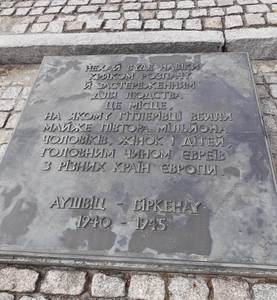 НЕХАЙ БУДЕ НАВІКИ
КРИКОМ РОЗПАЧУ
Й ЗАСТЕРЕЖЕННЯМ
ДЛЯ ЛЮДСТВА
ЦЕ МІСЦЕ,
НА ЯКОМУ ГІТЛЕРІВЦІ ВБИЛИ
МАЙЖЕ ПІВТОРА МІЛЬЙОНА
ЧОЛОВІКІВ, ЖІНОК І ДІТЕЙ,
ГОЛОВНИМ ЧИНОМ ЄВРЕЇВ
З РІЗНИХ КРАЇН ЄВРОПИ.
АУШВІЦ - БІРКЕНАУ
1940 - 1945